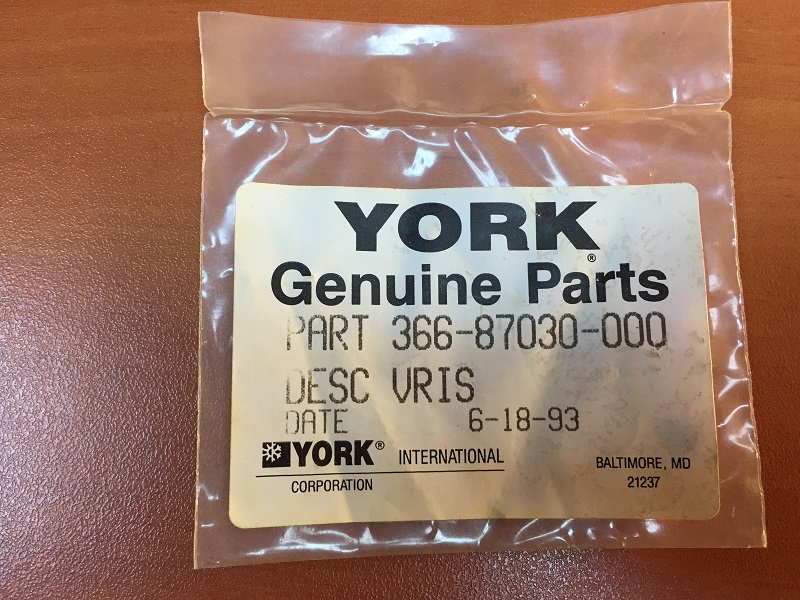 YORK®
Genuine Parts
PART 366-87030-000
DESC VRIS
DATE 6-18-93
YORK® INTERNATIONAL
CORPORATION
BALTIMORE, MD
21237